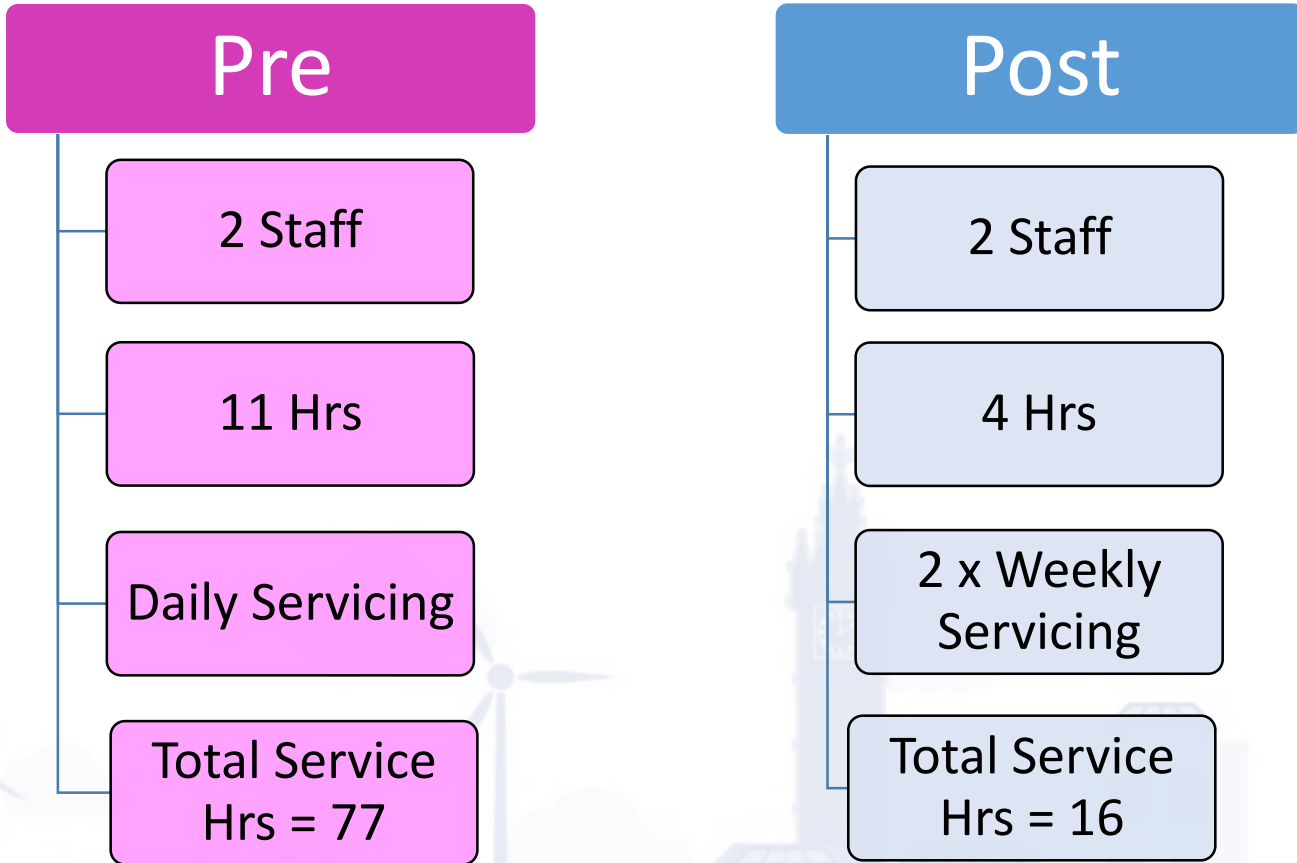 Pre
2 Staff
11 Hrs
Daily Servicing
Total Service
Hrs = 77
Post
2 Staff
4 Hrs
2 x Weekly
Servicing
Total Service
Hrs = 16